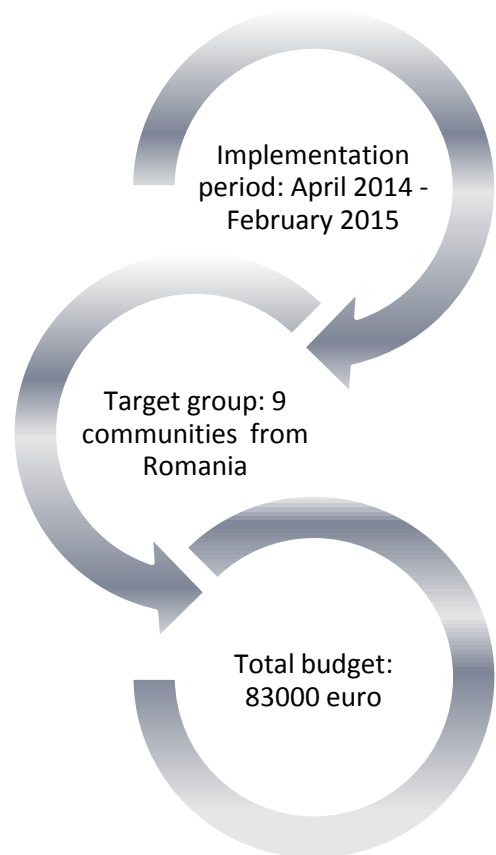 Implementation
period: April 2014 -
February 2015
Target group: 9
communities from
Romania
Total budget:
83000 euro